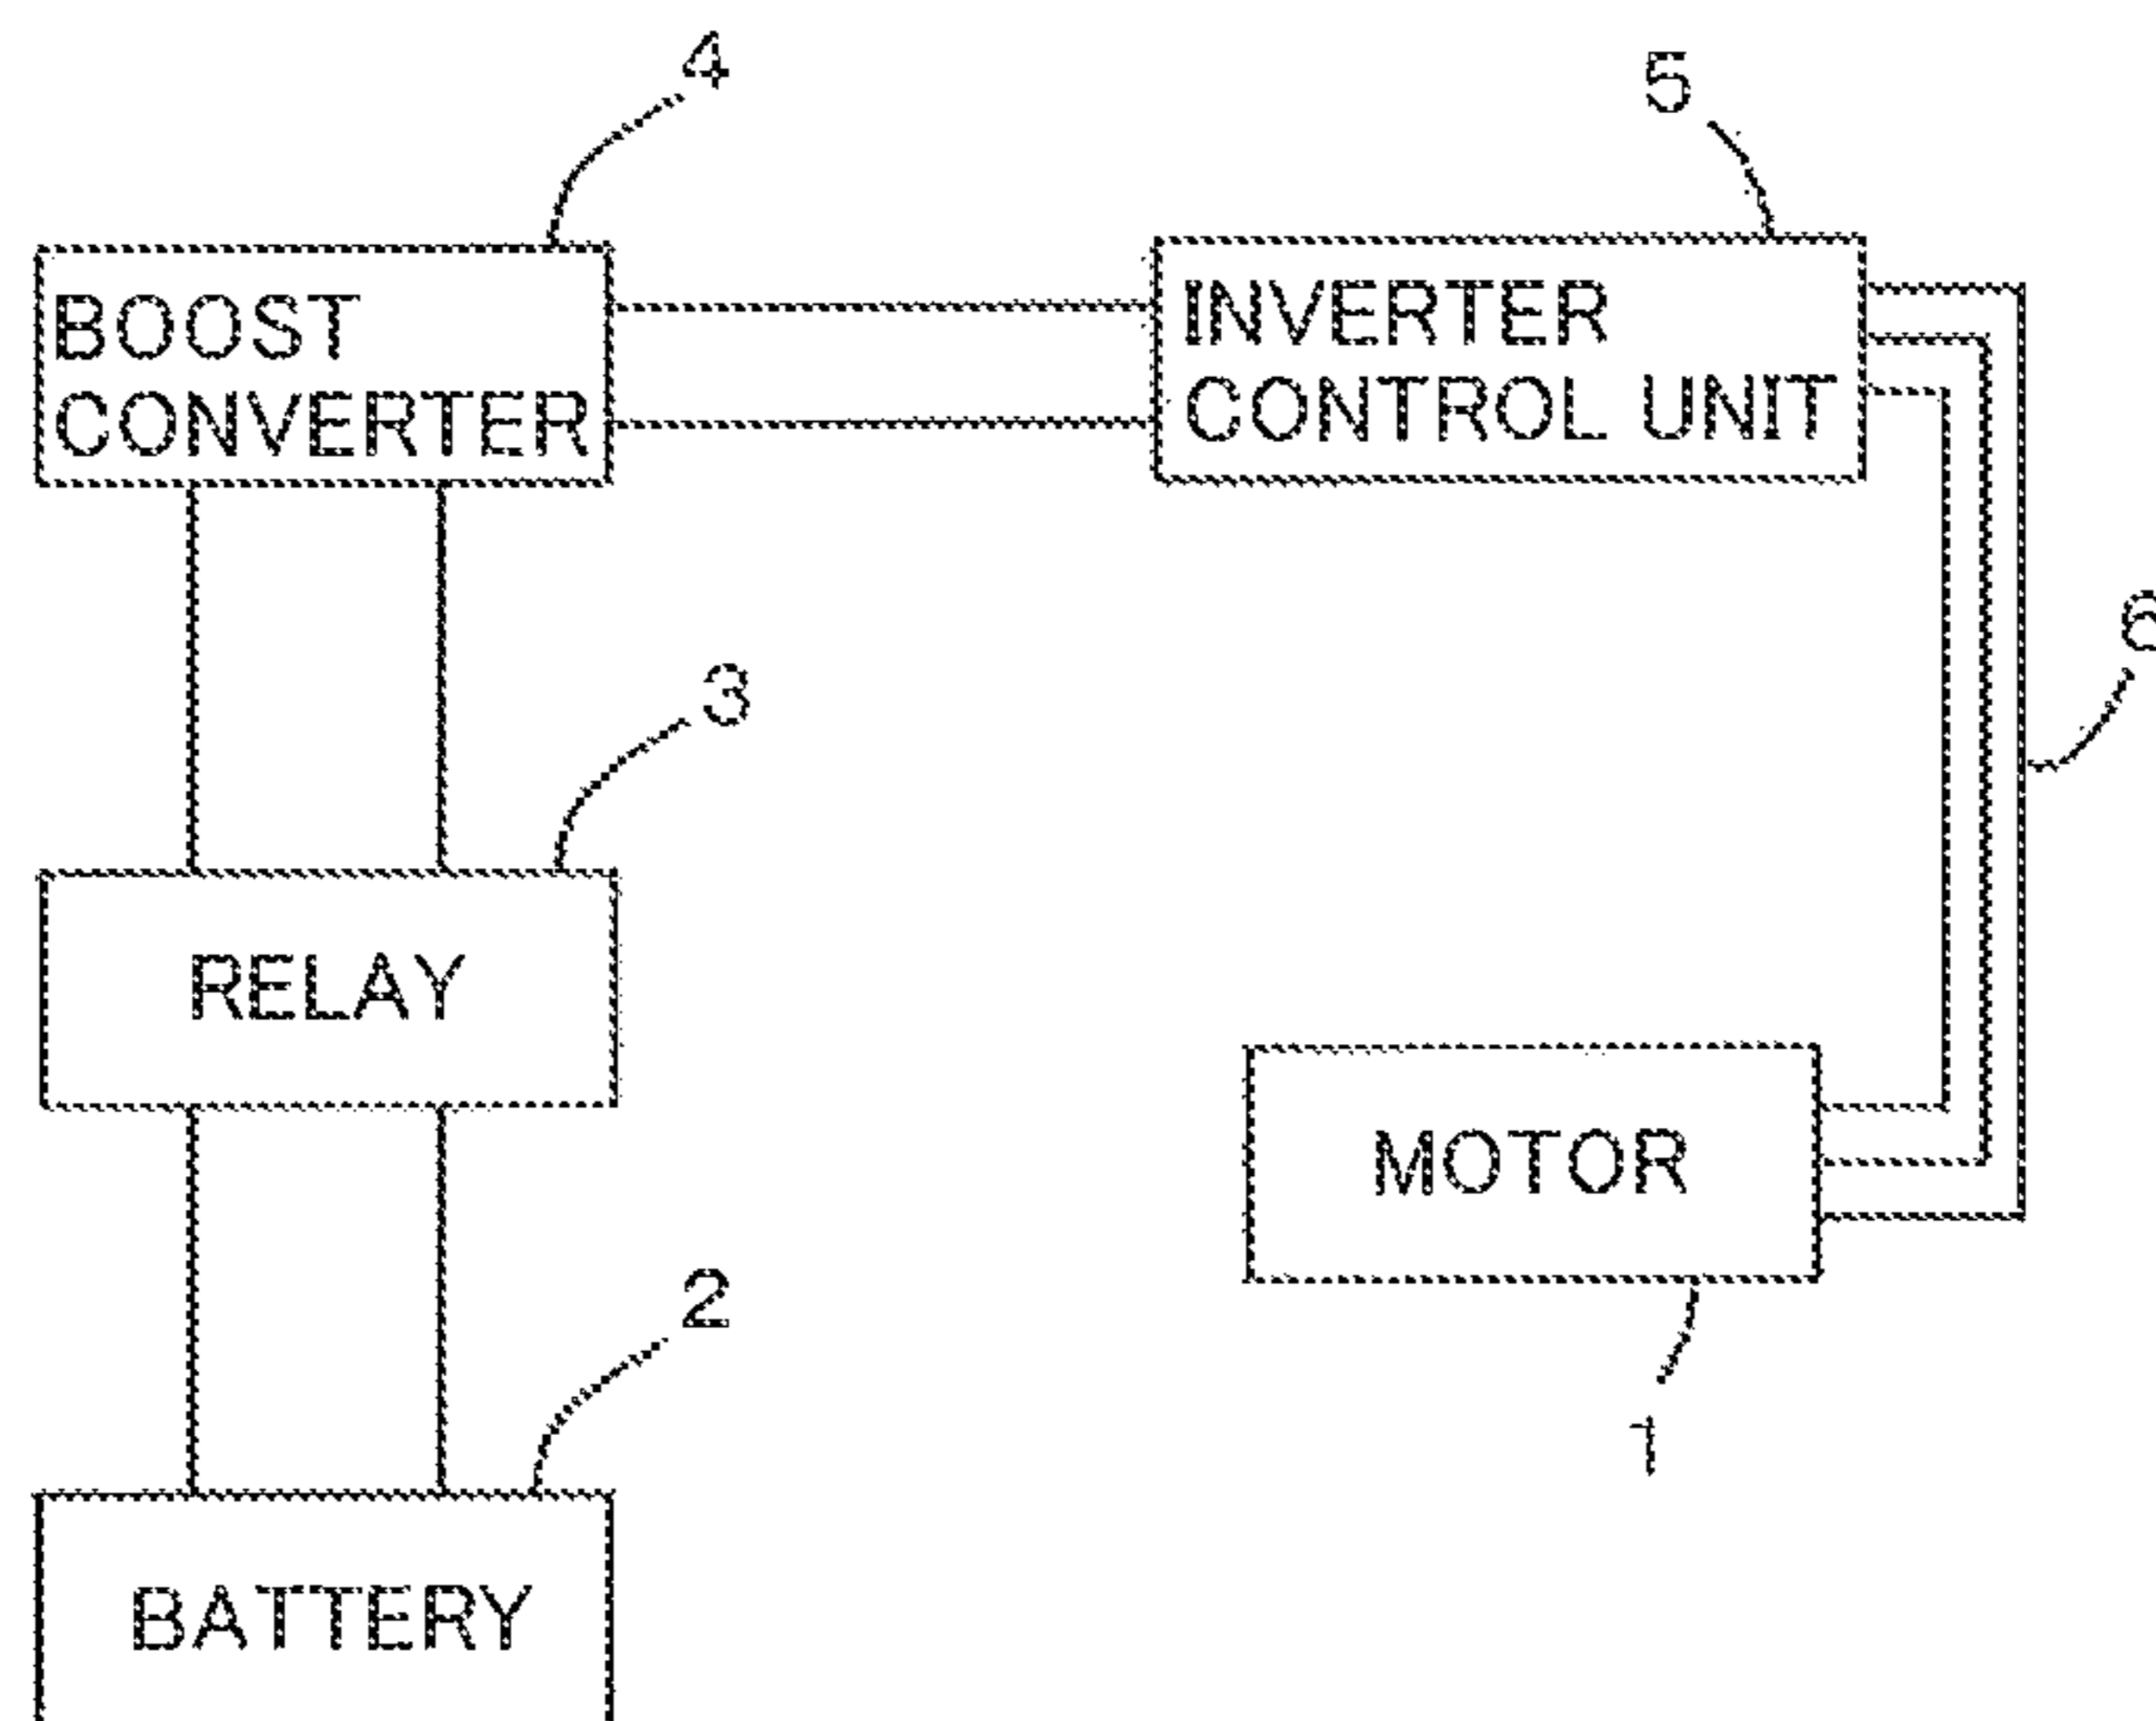 4
5
BOOST
CONVERTER
INVERTER
CONTROL UNIT
6
3
RELAY
MOTOR
2
1
BATTERY